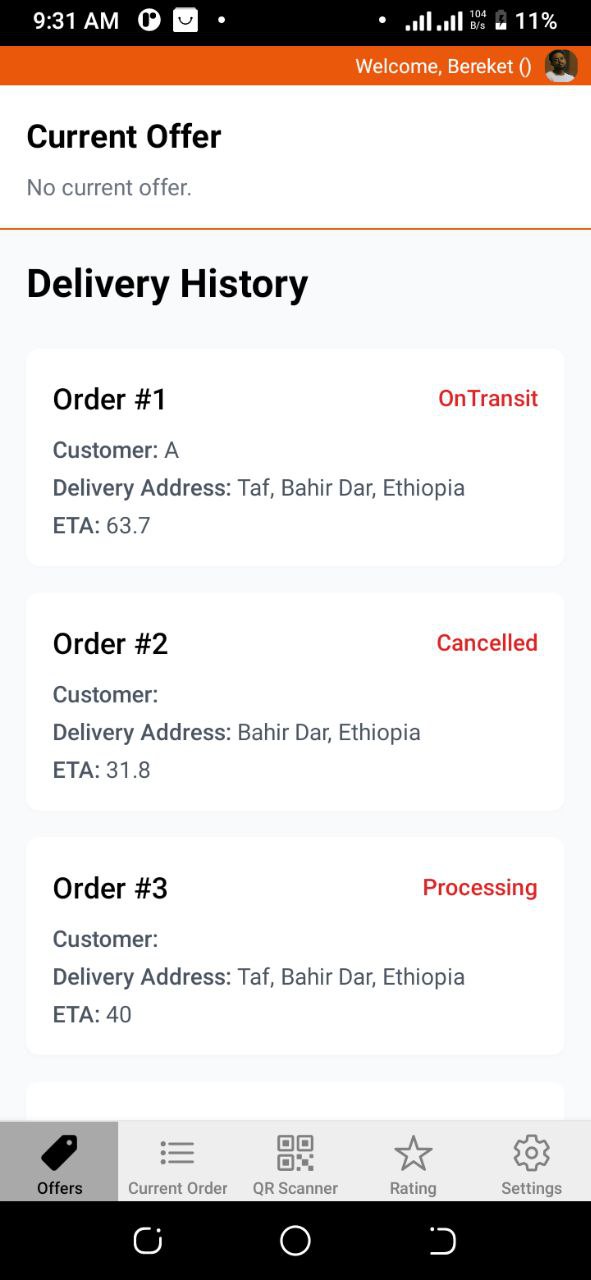 9:31 AM 104 B/s 11%
Welcome, Bereket ()
Current Offer
No current offer.
Delivery History
Order #1 OnTransit
Customer: A
Delivery Address: Taf, Bahir Dar, Ethiopia
ETA: 63.7
Order #2 Cancelled
Customer:
Delivery Address: Bahir Dar, Ethiopia
ETA: 31.8
Order #3 Processing
Customer:
Delivery Address: Taf, Bahir Dar, Ethiopia
ETA: 40
Offers Current Order QR Scanner Rating Settings